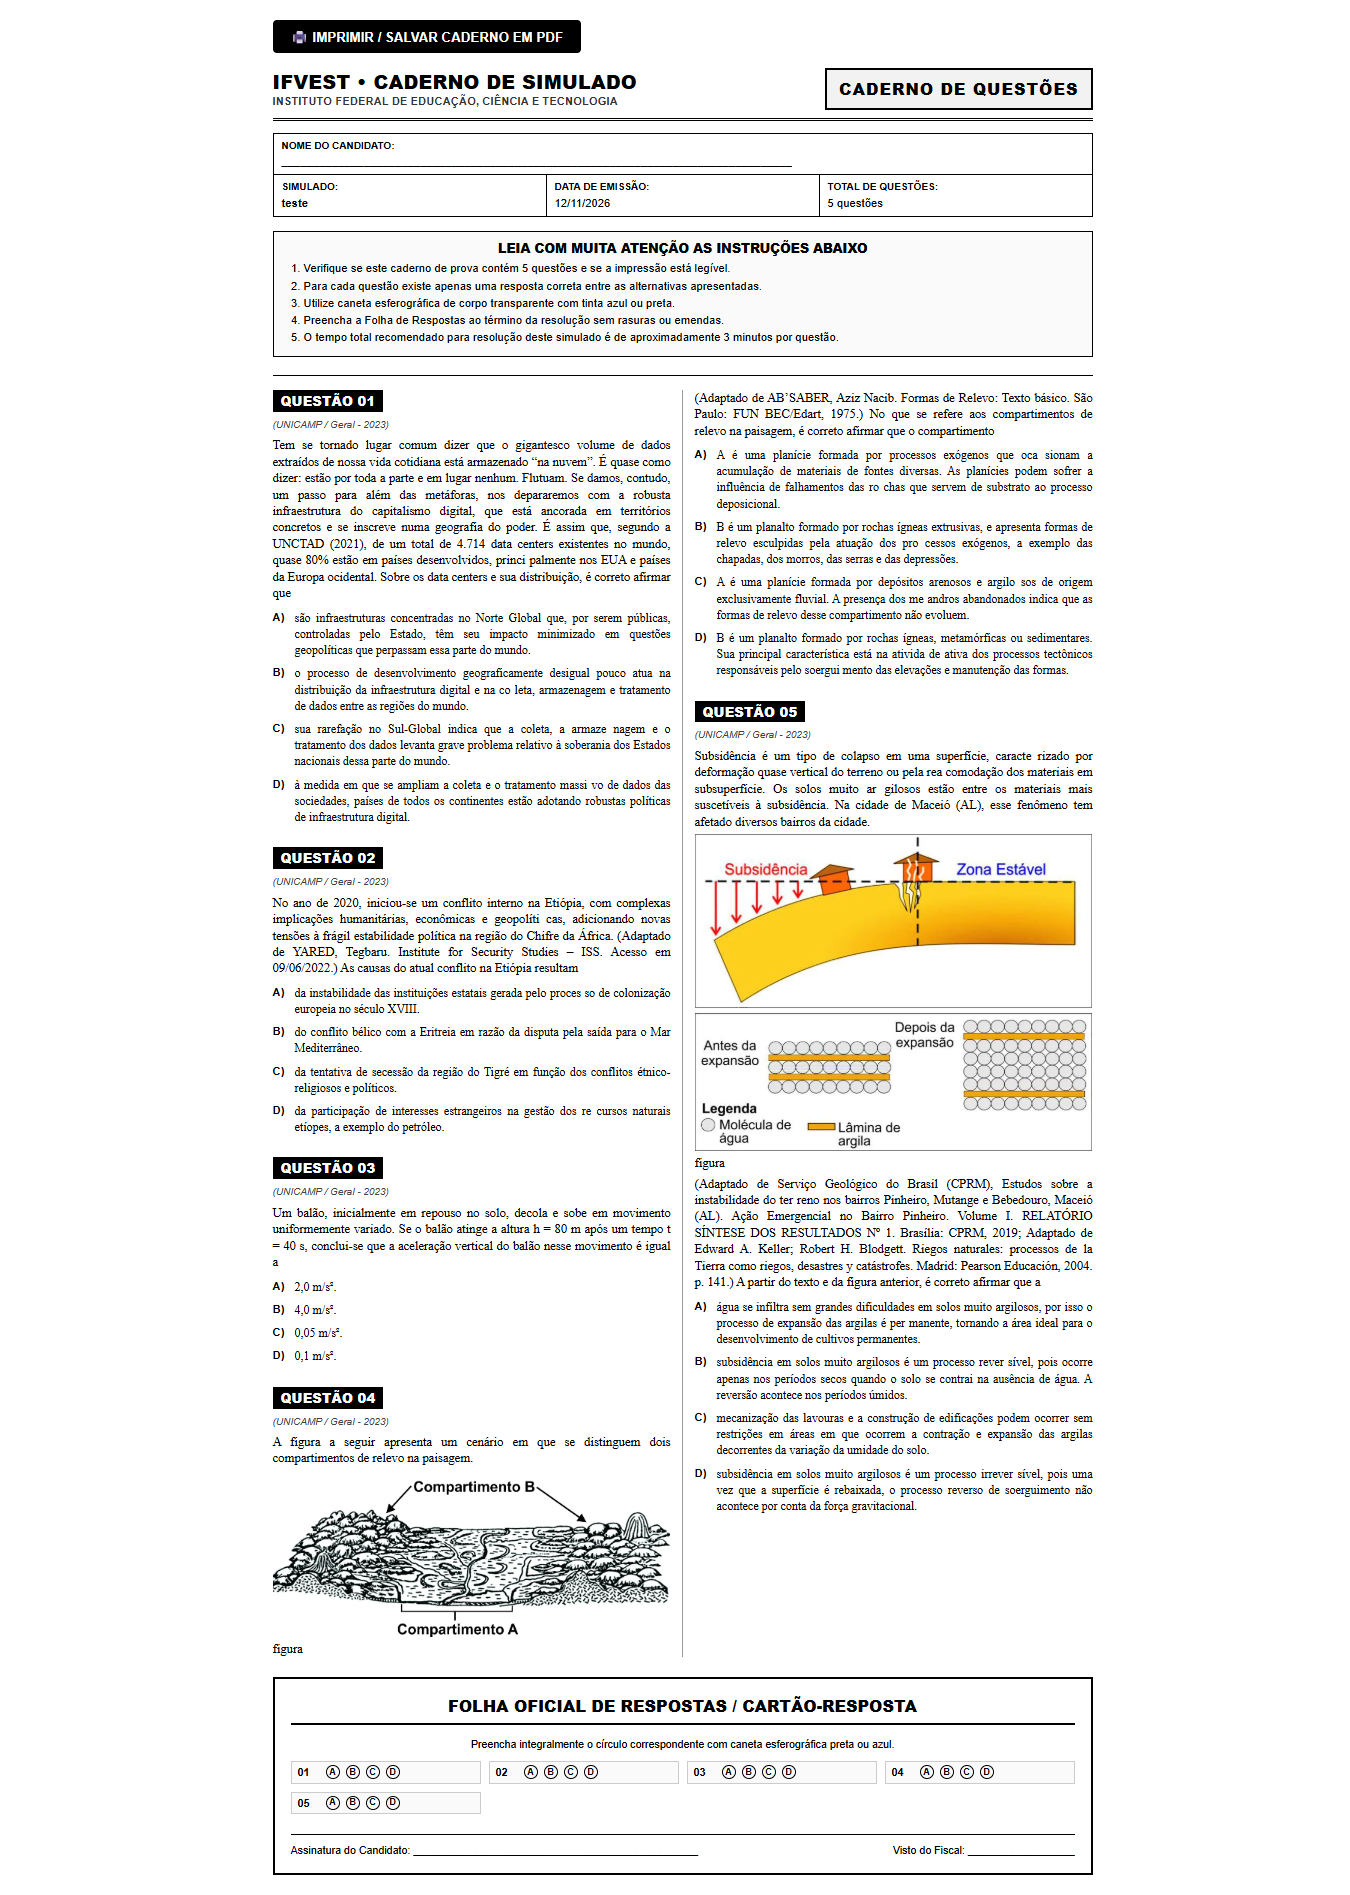 IMPRIMIR / SALVAR CADERNO EM PDF
IFVEST • CADERNO DE SIMULADO
INSTITUTO FEDERAL DE EDUCAÇÃO, CIÊNCIA E TECNOLOGIA
CADERNO DE QUESTÕES
NOME DO CANDIDATO:
SIMULADO:
teste
DATA DE EMISSÃO:
12/11/2026
TOTAL DE QUESTÕES:
5 questões
LEIA COM MUITA ATENÇÃO AS INSTRUÇÕES ABAIXO
1. Verifique se este caderno de prova contém 5 questões e se a impressão está legível.
2. Para cada questão existe apenas uma resposta correta entre as alternativas apresentadas.
3. Utilize caneta esferográfica de corpo transparente com tinta azul ou preta.
4. Preencha a Folha de Respostas ao término da resolução sem rasuras ou emendas.
5. O tempo total recomendado para resolução deste simulado é de aproximadamente 3 minutos por questão.
QUESTÃO 01
(UNICAMP / Geral - 2023)
Tem se tornado lugar comum dizer que o gigantesco volume de dados
extraídos de nossa vida cotidiana está armazenado “na nuvem”. É quase como
dizer: estão por toda a parte e em lugar nenhum. Flutuam. Se damos, contudo,
um passo para além das metáforas, nos depararemos com a robusta
infraestrutura do capitalismo digital, que está ancorada em territórios
concretos e se inscreve numa geografia do poder. É assim que, segundo a
UNCTAD (2021), de um total de 4.714 data centers existentes no mundo,
quase 80% estão em países desenvolvidos, princi palmente nos EUA e países
da Europa ocidental. Sobre os data centers e sua distribuição, é correto afirmar
que
A) são infraestruturas concentradas no Norte Global que, por serem públicas,
controladas pelo Estado, têm seu impacto minimizado em questões
geopolíticas que perpassam essa parte do mundo.
B) o processo de desenvolvimento geograficamente desigual pouco atua na
distribuição da infraestrutura digital e na co leta, armazenagem e tratamento
de dados entre as regiões do mundo.
C) sua rarefação no Sul-Global indica que a coleta, a armaze nagem e o
tratamento dos dados levanta grave problema relativo à soberania dos Estados
nacionais dessa parte do mundo.
D) à medida em que se ampliam a coleta e o tratamento massi vo de dados das
sociedades, países de todos os continentes estão adotando robustas políticas
de infraestrutura digital.
QUESTÃO 02
(UNICAMP / Geral - 2023)
No ano de 2020, iniciou-se um conflito interno na Etiópia, com complexas
implicações humanitárias, econômicas e geopolíti cas, adicionando novas
tensões à frágil estabilidade política na região do Chifre da África. (Adaptado
de YARED, Tegbaru. Institute for Security Studies – ISS. Acesso em
09/06/2022.) As causas do atual conflito na Etiópia resultam
A) da instabilidade das instituições estatais gerada pelo proces so de colonização
europeia no século XVIII.
B) do conflito bélico com a Eritreia em razão da disputa pela saída para o Mar
Mediterrâneo.
C) da tentativa de secessão da região do Tigré em função dos conflitos étnico-
religiosos e políticos.
D) da participação de interesses estrangeiros na gestão dos re cursos naturais
etíopes, a exemplo do petróleo.
QUESTÃO 03
(UNICAMP / Geral - 2023)
Um balão, inicialmente em repouso no solo, decola e sobe em movimento
uniformemente variado. Se o balão atinge a altura h = 80 m após um tempo t
= 40 s, conclui-se que a aceleração vertical do balão nesse movimento é igual
a
A) 2,0 m/s².
B) 4,0 m/s².
C) 0,05 m/s².
D) 0,1 m/s².
QUESTÃO 04
(UNICAMP / Geral - 2023)
A figura a seguir apresenta um cenário em que se distinguem dois
compartimentos de relevo na paisagem.
Compartimento B
Compartimento A
figura
(Adaptado de AB’SABER, Aziz Nacib. Formas de Relevo: Texto básico. São
Paulo: FUN BEC/Edart, 1975.) No que se refere aos compartimentos de
relevo na paisagem, é correto afirmar que o compartimento
A) A é uma planície formada por processos exógenos que oca sionam a
acumulação de materiais de fontes diversas. As planícies podem sofrer a
influência de falhamentos das ro chas que servem de substrato ao processo
deposicional.
B) B é um planalto formado por rochas ígneas extrusivas, e apresenta formas de
relevo esculpidas pela atuação dos pro cessos exógenos, a exemplo das
chapadas, dos morros, das serras e das depressões.
C) A é uma planície formada por depósitos arenosos e argilo sos de origem
exclusivamente fluvial. A presença dos me andros abandonados indica que as
formas de relevo desse compartimento não evoluem.
D) B é um planalto formado por rochas ígneas, metamórficas ou sedimentares.
Sua principal característica está na ativida de ativa dos processos tectônicos
responsáveis pelo soergui mento das elevações e manutenção das formas.
QUESTÃO 05
(UNICAMP / Geral - 2023)
Subsidência é um tipo de colapso em uma superfície, caracte rizado por
deformação quase vertical do terreno ou pela rea comodação dos materiais em
subsuperfície. Os solos muito ar gilosos estão entre os materiais mais
suscetíveis à subsidência. Na cidade de Maceió (AL), esse fenômeno tem
afetado diversos bairros da cidade.
Subsidência
Zona Estável
Antes da
expansão
Depois da
expansão
Legenda
Molécula de
água
Lâmina de
argila
figura
(Adaptado de Serviço Geológico do Brasil (CPRM), Estudos sobre a
instabilidade do ter reno nos bairros Pinheiro, Mutange e Bebedouro, Maceió
(AL). Ação Emergencial no Bairro Pinheiro. Volume I. RELATÓRIO
SÍNTESE DOS RESULTADOS Nº 1. Brasília: CPRM, 2019; Adaptado de
Edward A. Keller; Robert H. Blodgett. Riegos naturales: processos de la
Tierra como riegos, desastres y catástrofes. Madrid: Pearson Educación, 2004.
p. 141.) A partir do texto e da figura anterior, é correto afirmar que a
A) água se infiltra sem grandes dificuldades em solos muito argilosos, por isso o
processo de expansão das argilas é per manente, tornando a área ideal para o
desenvolvimento de cultivos permanentes.
B) subsidência em solos muito argilosos é um processo rever sível, pois ocorre
apenas nos períodos secos quando o solo se contrai na ausência de água. A
reversão acontece nos períodos úmidos.
C) mecanização das lavouras e a construção de edificações podem ocorrer sem
restrições em áreas em que ocorrem a contração e expansão das argilas
decorrentes da variação da umidade do solo.
D) subsidência em solos muito argilosos é um processo irrever sível, pois uma
vez que a superfície é rebaixada, o processo reverso de soerguimento não
acontece por conta da força gravitacional.
FOLHA OFICIAL DE RESPOSTAS / CARTÃO-RESPOSTA
Preencha integralmente o círculo correspondente com caneta esferográfica preta ou azul.
01 A B C D 02 A B C D 03 A B C D 04 A B C D
05 A B C D
Assinatura do Candidato: Visto do Fiscal: